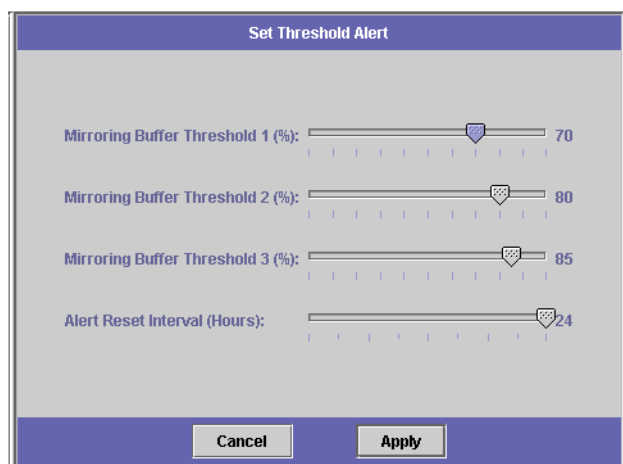 Set Threshold Alert
Mirroring Buffer Threshold 1 (%): 70
Mirroring Buffer Threshold 2 (%): 80
Mirroring Buffer Threshold 3 (%): 85
Alert Reset Interval (Hours): 24
Cancel Apply